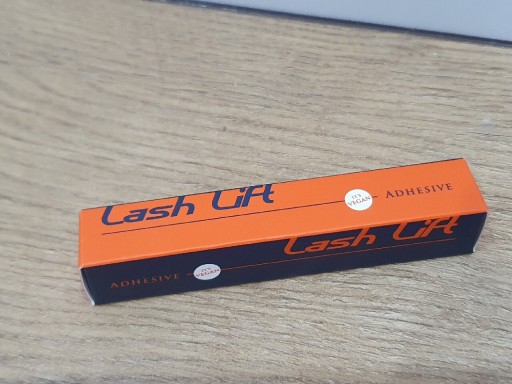 Lash Lift
IT'S
VEGAN
ADHESIVE
Lash Lift
ADHESIVE
IT'S
VEGAN